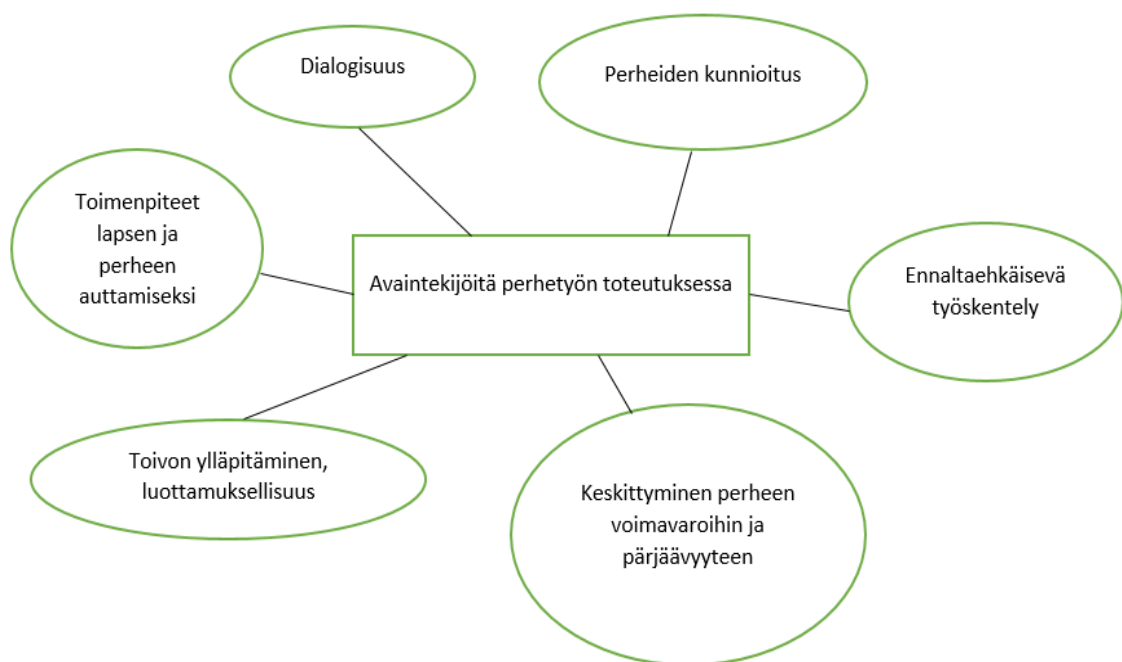 Dialogisuus
Perheiden kunnioitus
Toimenpiteet
lapsen ja
perheen
auttamiseksi
Avaintekijöitä perhetyön toteutuksessa
Ennaltaehkäisevä
työskentely
Toivon ylläpitäminen,
luottamuksellisuus
Keskittyminen perheen
voimavaroihin ja
pärjäävyyteen